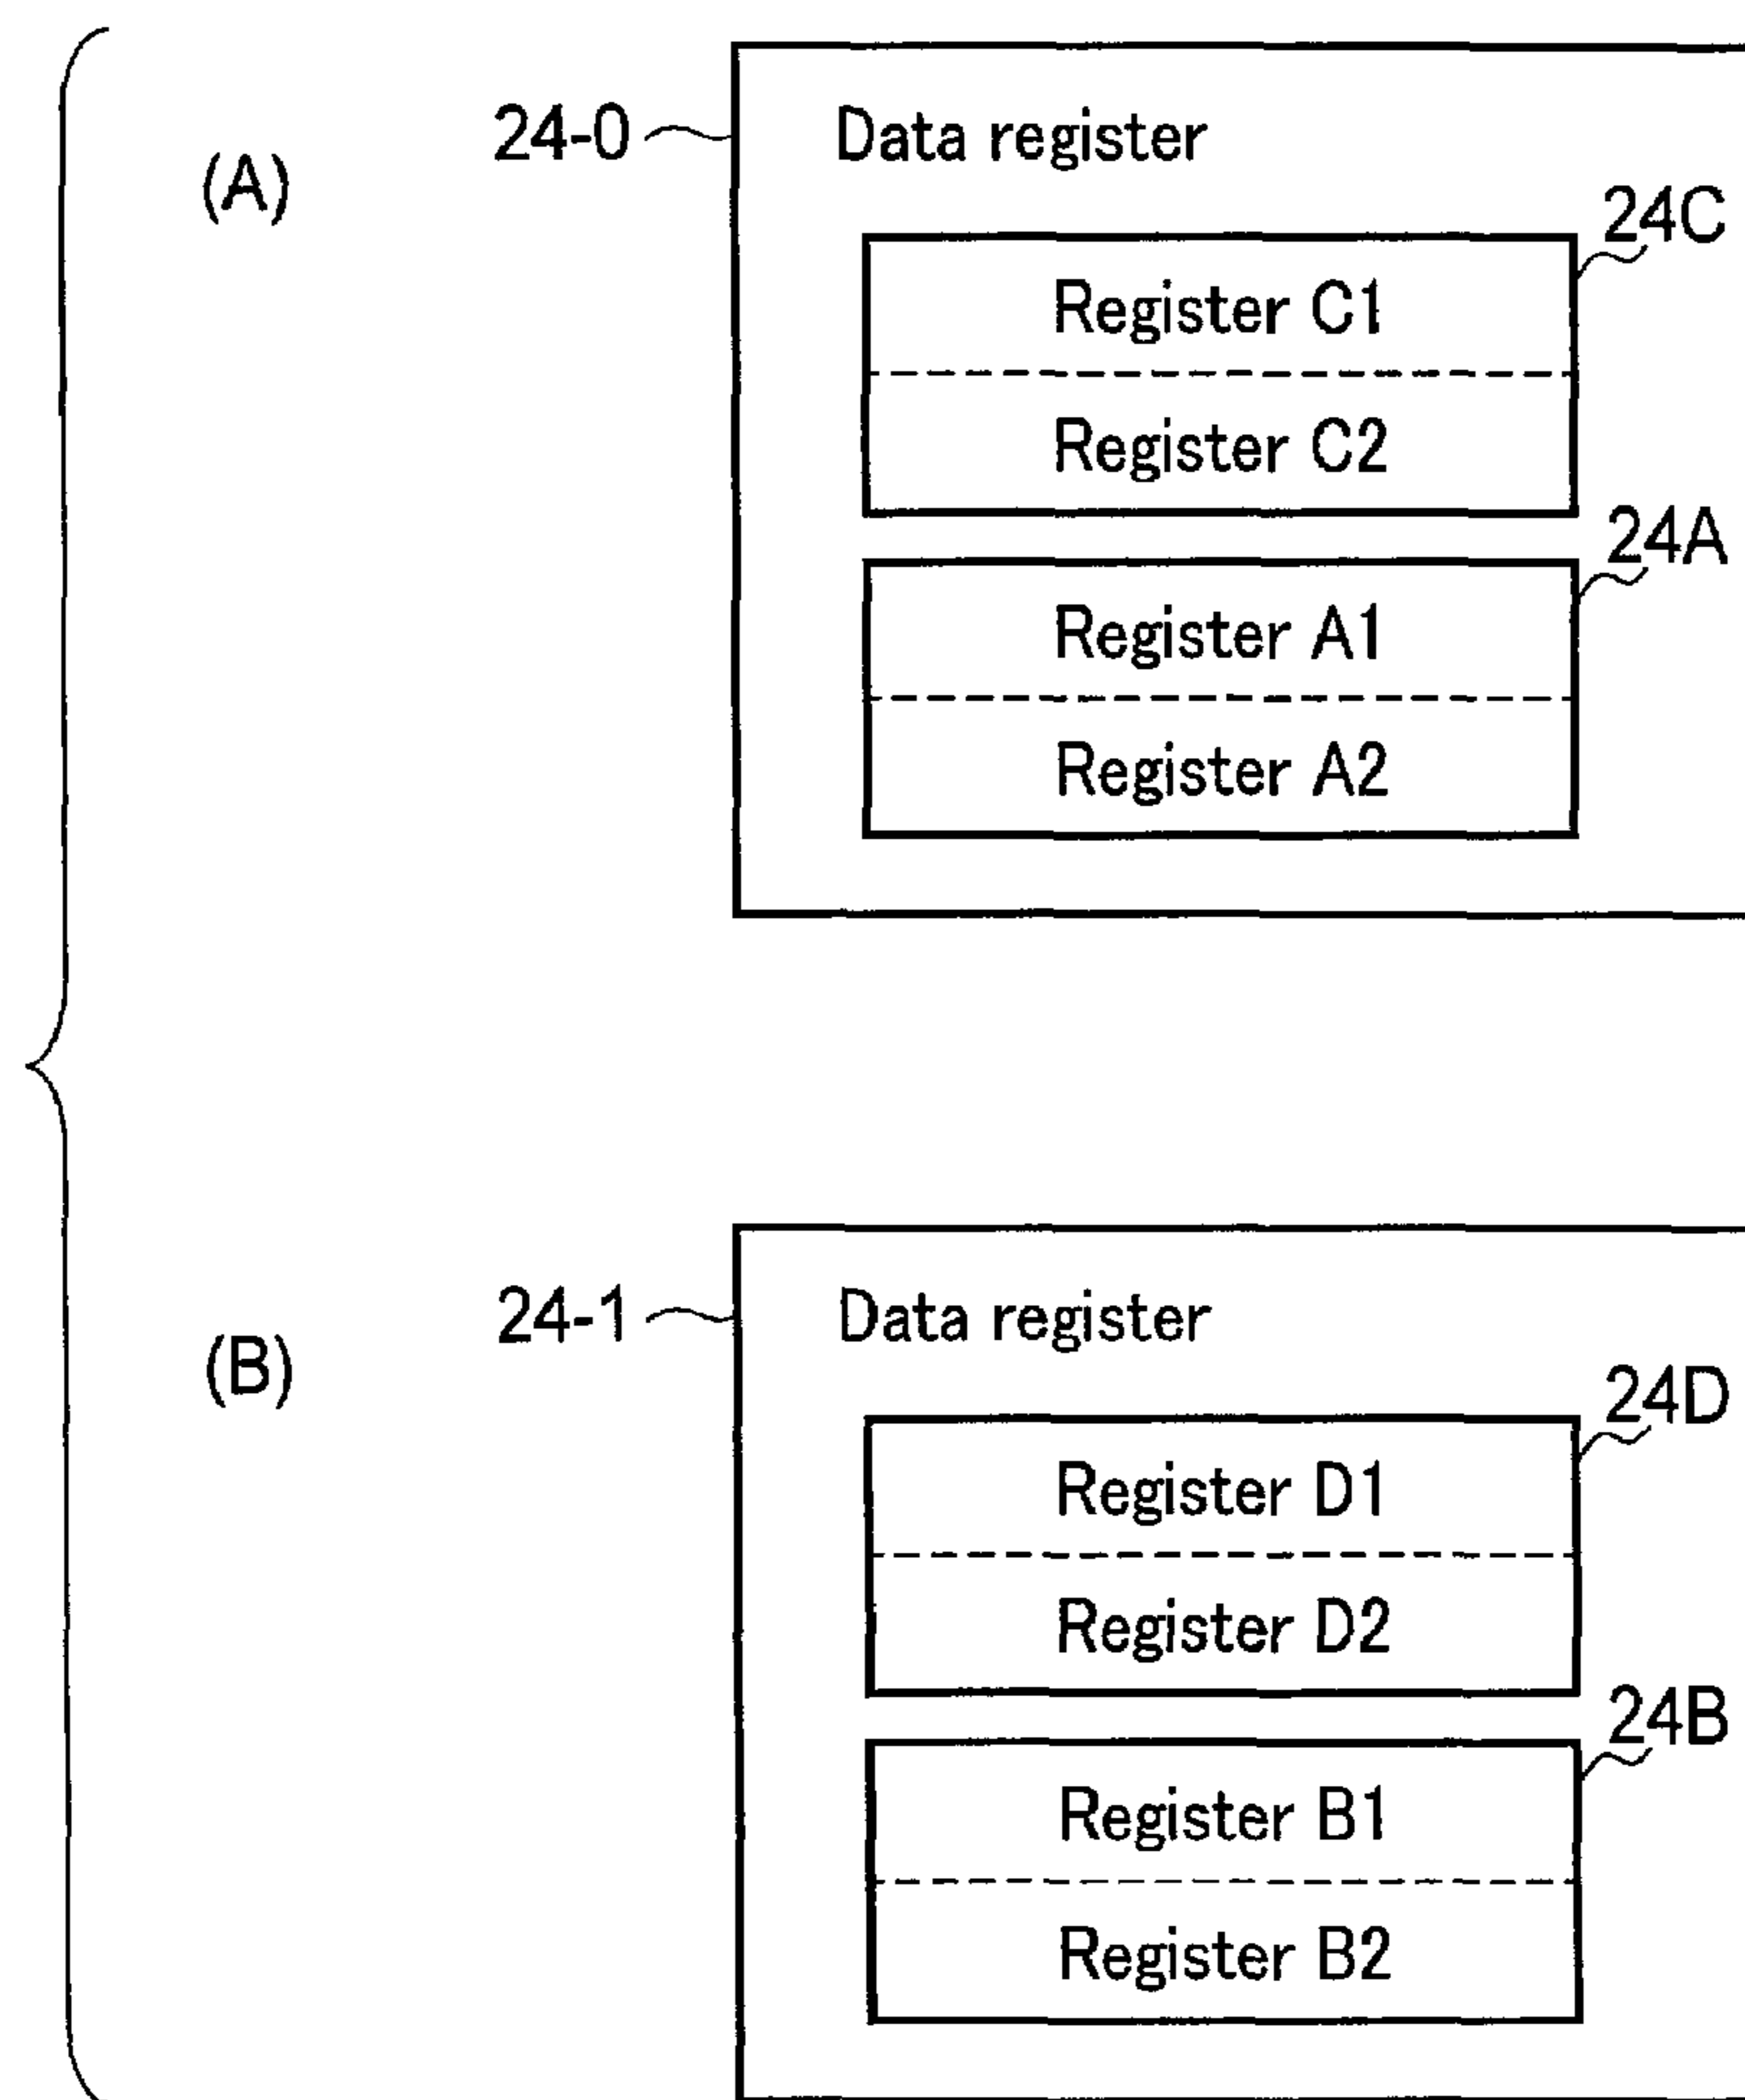 (A)
24-0
Data register
24C
Register C1
Register C2
24A
Register A1
Register A2
(B)
24-1
Data register
24D
Register D1
Register D2
24B
Register B1
Register B2